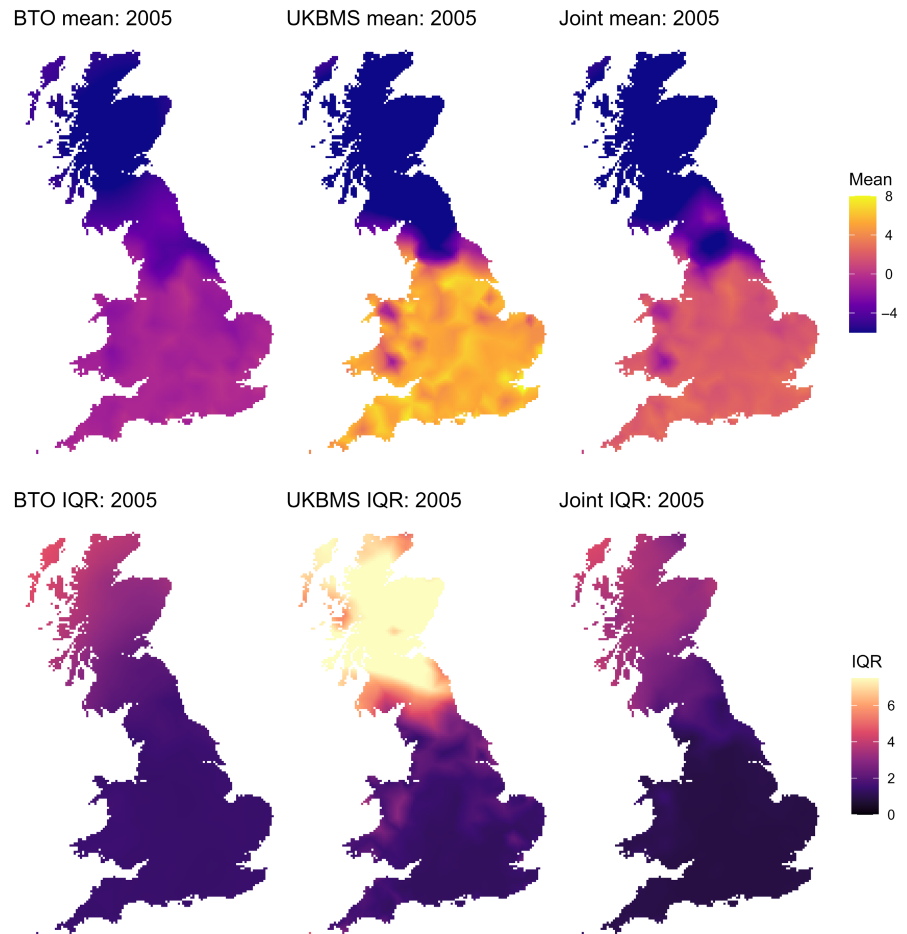 BTO mean: 2005
UKBMS mean: 2005
Joint mean: 2005
Mean
8
4
0
−4
BTO IQR: 2005
UKBMS IQR: 2005
Joint IQR: 2005
IQR
6
4
2
0